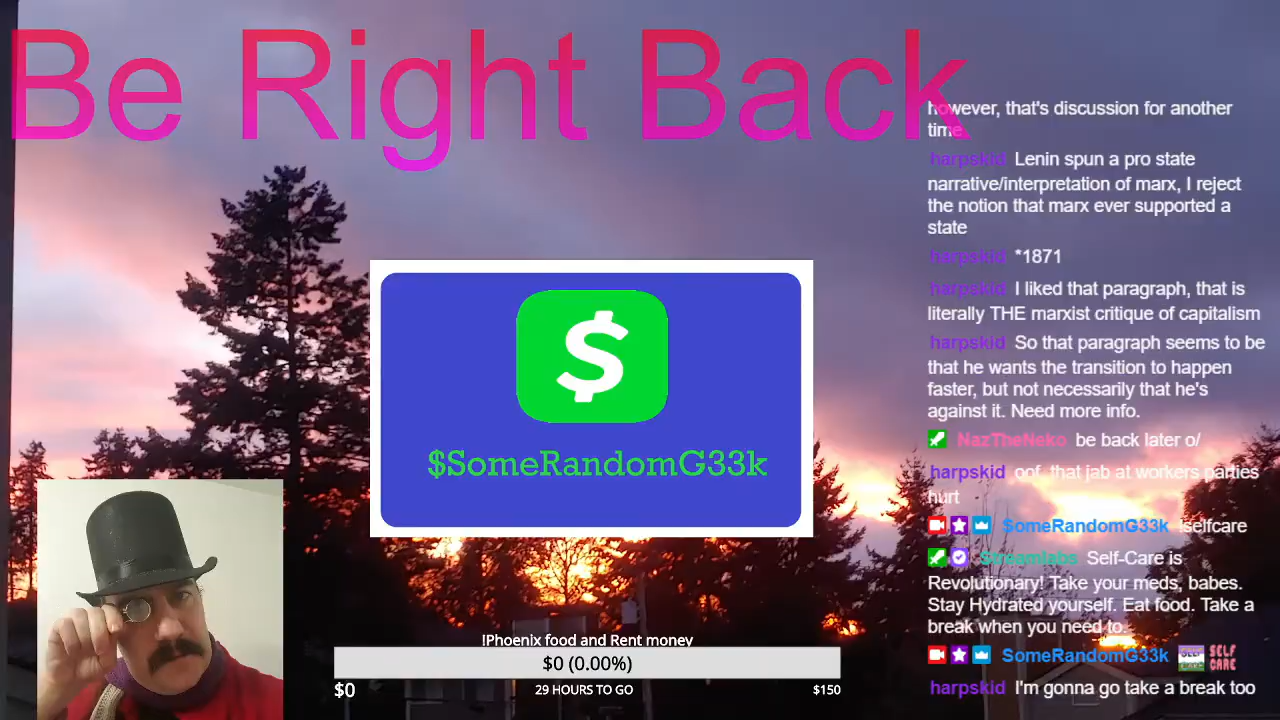 Be Right Back
however, that's discussion for another
time
harpskid Lenin spun a pro state
narrative/interpretation of marx, I reject
the notion that marx ever supported a
state
harpskid *1871
harpskid I liked that paragraph, that is
literally THE marxist critique of capitalism
harpskid So that paragraph seems to be
that he wants the transition to happen
faster, but not necessarily that he's
against it. Need more info.
NazTheNeko be back later o/
harpskid oof, that jab at workers parties
hurt
SomeRandomG33k !selfcare
Streamlabs Self-Care is
Revolutionary! Take your meds, babes.
Stay Hydrated yourself. Eat food. Take a
break when you need to.
SomeRandomG33k SELF CARE
harpskid I'm gonna go take a break too
$
$SomeRandomG33k
!Phoenix food and Rent money
$0 (0.00%)
$0 29 HOURS TO GO $150